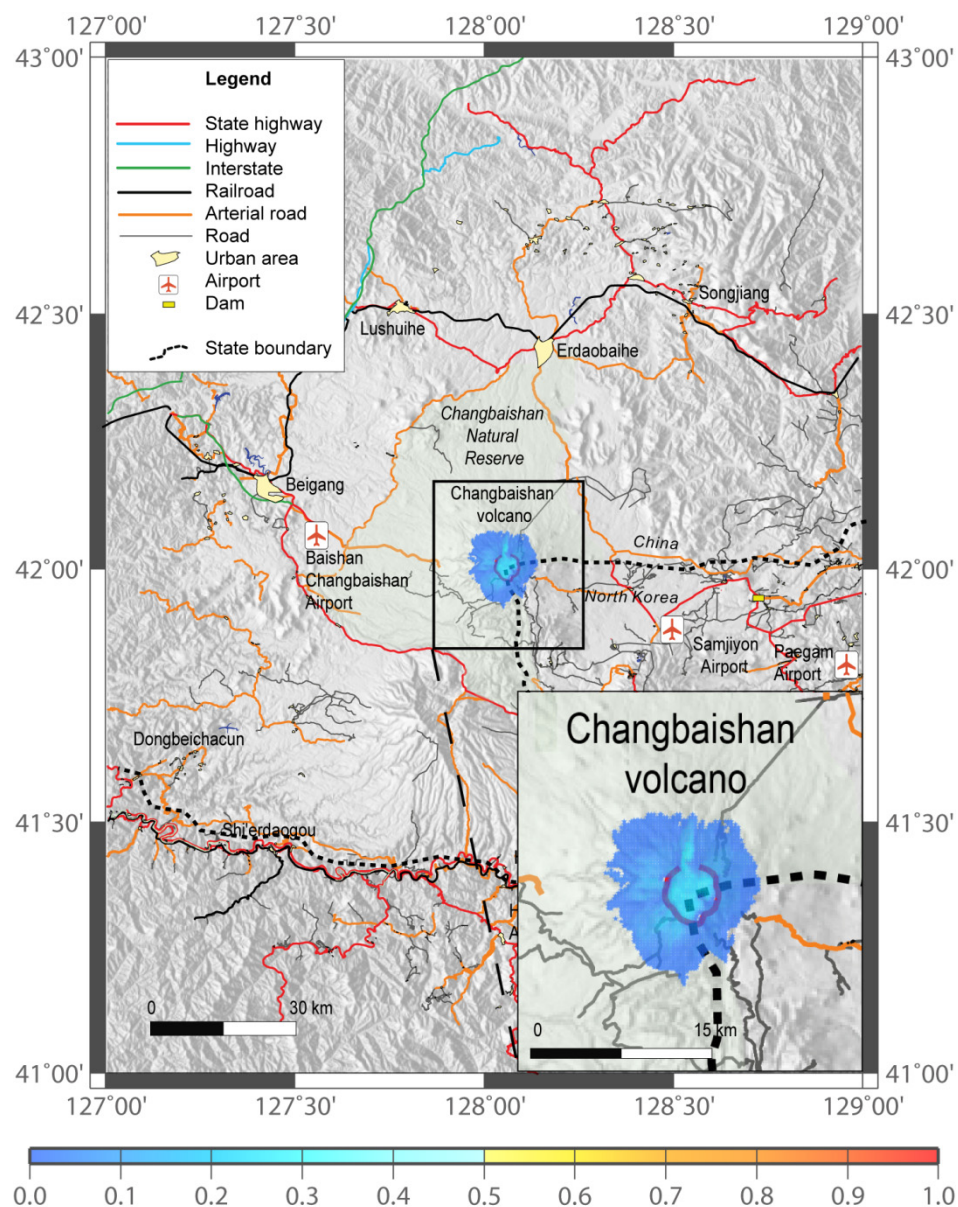 127°00' 127°30' 128°00' 128°30' 129°00'
43°00' 43°00'
Legend
State highway
Highway
Interstate
Railroad
Arterial road
Road
Urban area
Airport
Dam
State boundary
Songjiang
42°30' 42°30'
Lushuihe
Erdaobaihe
Changbaishan
Natural
Reserve
Beigang
Changbaishan
volcano
China
Baishan
Changbaishan
Airport
42°00' 42°00'
North Korea
Samjiyon
Airport
Paegam
Airport
Changbaishan
volcano
Dongbeichacun
41°30' 41°30'
Shi'erdaogou
0 30 km
0 15 km
41°00' 41°00'
127°00' 127°30' 128°00' 128°30' 129°00'
0.0 0.1 0.2 0.3 0.4 0.5 0.6 0.7 0.8 0.9 1.0